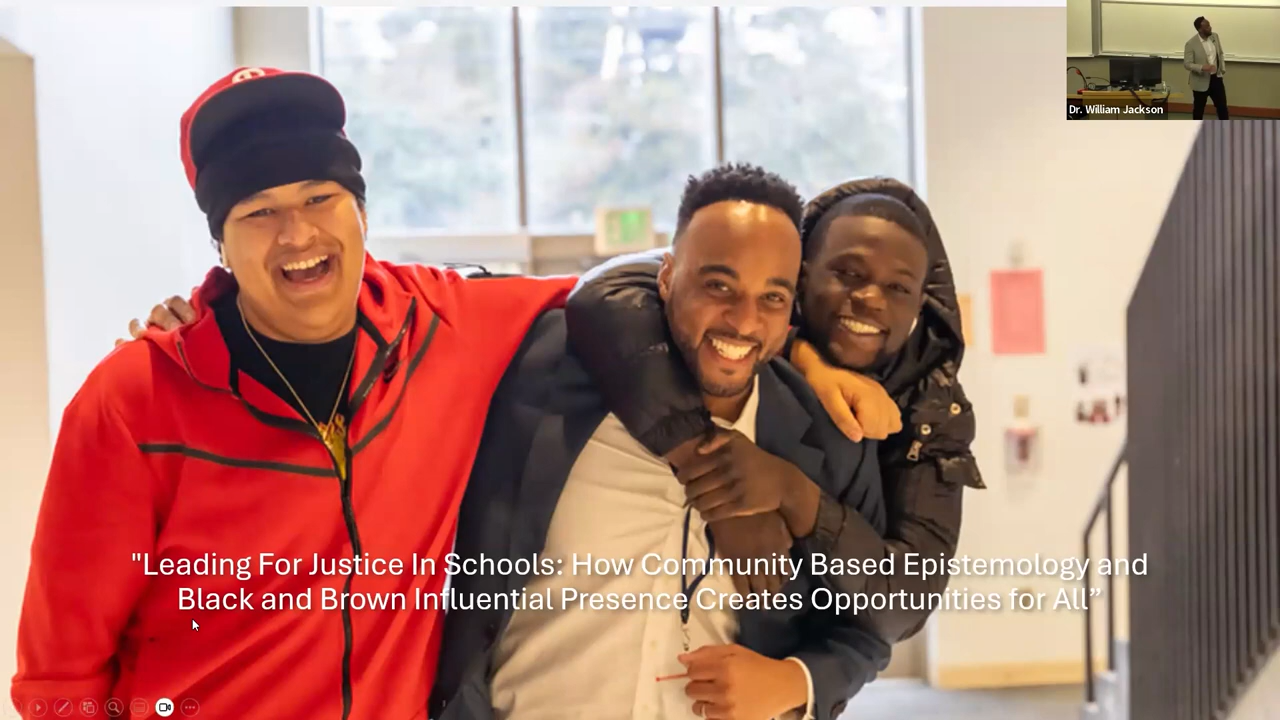 Dr. William Jackson
"Leading For Justice In Schools: How Community Based Epistemology and
Black and Brown Influential Presence Creates Opportunities for All”